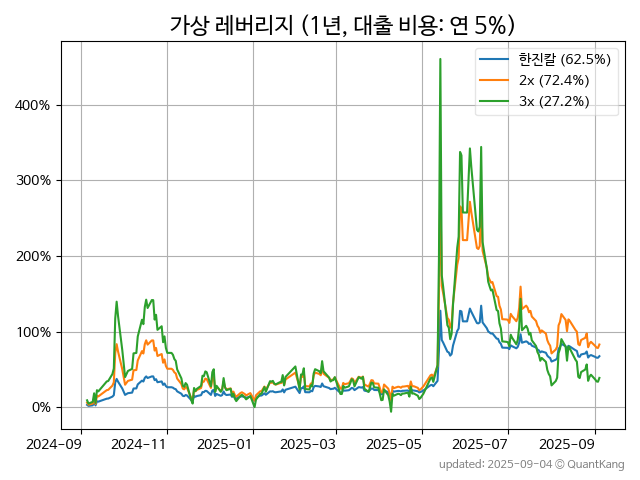 가상 레버리지 (1년, 대출 비용: 연 5%)
한진칼 (62.5%)
2x (72.4%)
3x (27.2%)
400%
300%
200%
100%
0%
2024-09 2024-11 2025-01 2025-03 2025-05 2025-07 2025-09
updated: 2025-09-04 © QuantKang